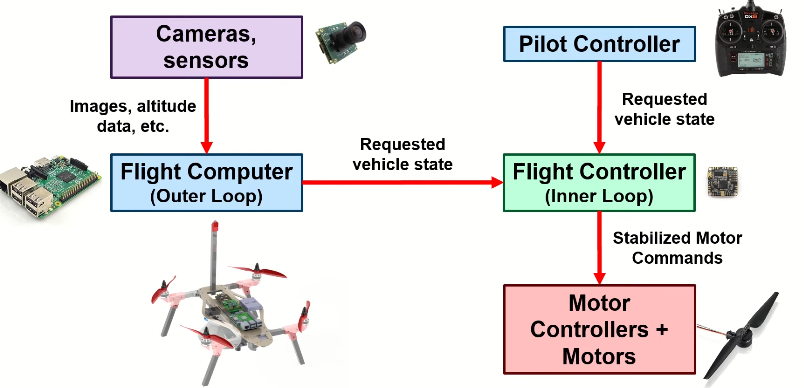 Cameras,
sensors
Pilot Controller
Images, altitude
data, etc.
Requested
vehicle state
Requested
vehicle state
Flight Computer
(Outer Loop)
Flight Controller
(Inner Loop)
Stabilized Motor
Commands
Motor
Controllers +
Motors